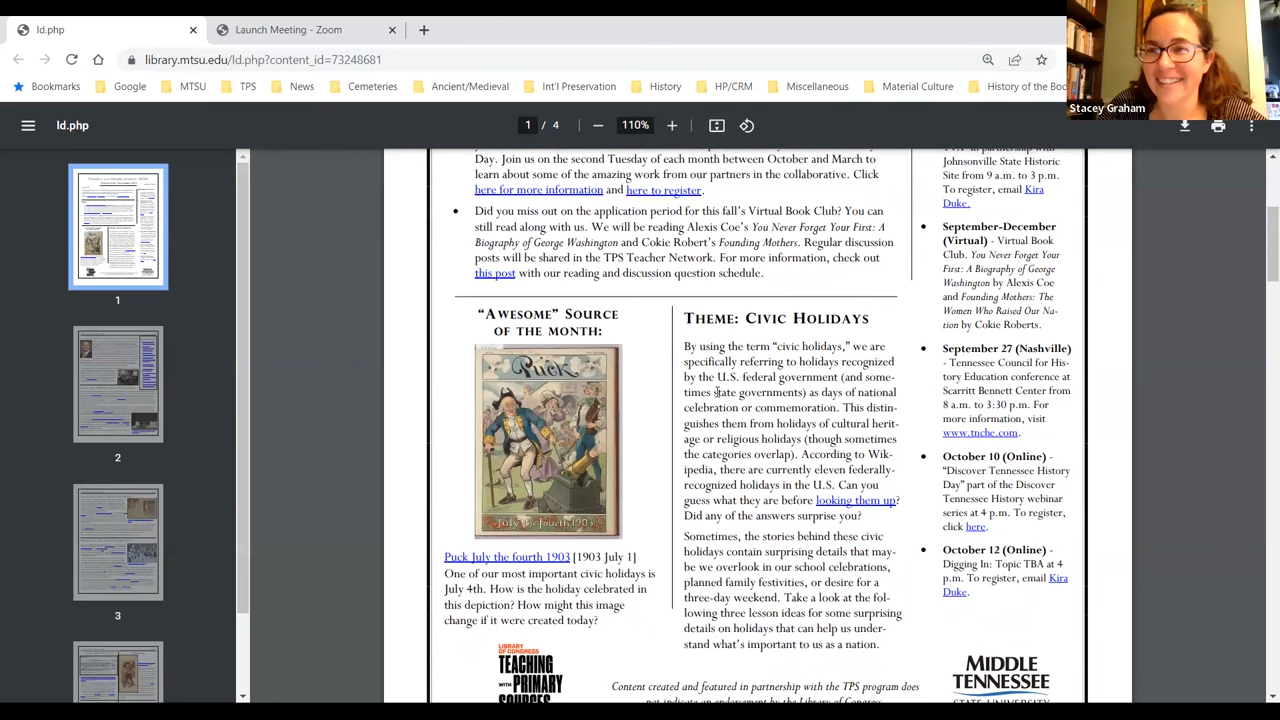 ld.php
Launch Meeting - Zoom
library.mtsu.edu/ld.php?content_id=73248681
Bookmarks
Google
MTSU
TPS
News
Cemeteries
Ancient/Medieval
Int'l Preservation
History
HP/CRM
Miscellaneous
Material Culture
History of the Boo
Stacey Graham
ld.php
1 / 4
110%
1
2
3
Day. Join us on the second Tuesday of each month between October and March to
learn about some of the amazing work from our partners in the collaborative. Click
here for more information and here to register.
• Did you miss out on the application period for this fall's Virtual Book Club? You can
still read along with us. We will be reading Alexis Coe's You Never Forget Your First: A
Biography of George Washington and Cokie Robert's Founding Mothers. Regular discussion
posts will be shared in the TPS Teacher Network. For more information, check out
this post with our reading and discussion question schedule.
"Awesome" Source
of the month:
Puck
July the Fourth 1903
Puck July the fourth 1903 [1903 July 1]
One of our most important civic holidays is
July 4th. How is the holiday celebrated in
this depiction? How might this image
change if it were created today?
LIBRARY
OF CONGRESS
TEACHING
WITH PRIMARY
SOURCES
Theme: Civic Holidays
By using the term "civic holidays," we are
specifically referring to holidays recognized
by the U.S. federal government (and some-
times state governments) as days of national
celebration or commemoration. This distin-
guishes them from holidays of cultural herit-
age or religious holidays (though sometimes
the categories overlap). According to Wik-
ipedia, there are currently eleven federally-
recognized holidays in the U.S. Can you
guess what they are before looking them up?
Did any of the answers surprise you?
Sometimes, the stories behind these civic
holidays contain surprising details that may-
be we overlook in our school celebrations,
planned family festivities, or desire for a
three-day weekend. Take a look at the fol-
lowing three lesson ideas for some surprising
details on holidays that can help us under-
stand what's important to us as a nation.
Content created and featured in partnership with the TPS program does
not indicate an endorsement by the Library of Congress.
TVA in partnership with
Johnsonville State Historic
Site from 9 a.m. to 3 p.m.
To register, email Kira
Duke.
• September-December
(Virtual) - Virtual Book
Club. You Never Forget Your
First: A Biography of George
Washington by Alexis Coe
and Founding Mothers: The
Women Who Raised Our Na-
tion by Cokie Roberts.
• September 27 (Nashville)
- Tennessee Council for His-
tory Education conference at
Scarritt Bennett Center from
8 a.m. to 3:30 p.m. For
more information, visit
www.tnche.com.
• October 10 (Online) -
"Discover Tennessee History
Day" part of the Discover
Tennessee History webinar
series at 4 p.m. To register,
click here.
• October 12 (Online) -
Digging In: Topic TBA at 4
p.m. To register, email Kira
Duke.
MIDDLE
TENNESSEE
STATE UNIVERSITY